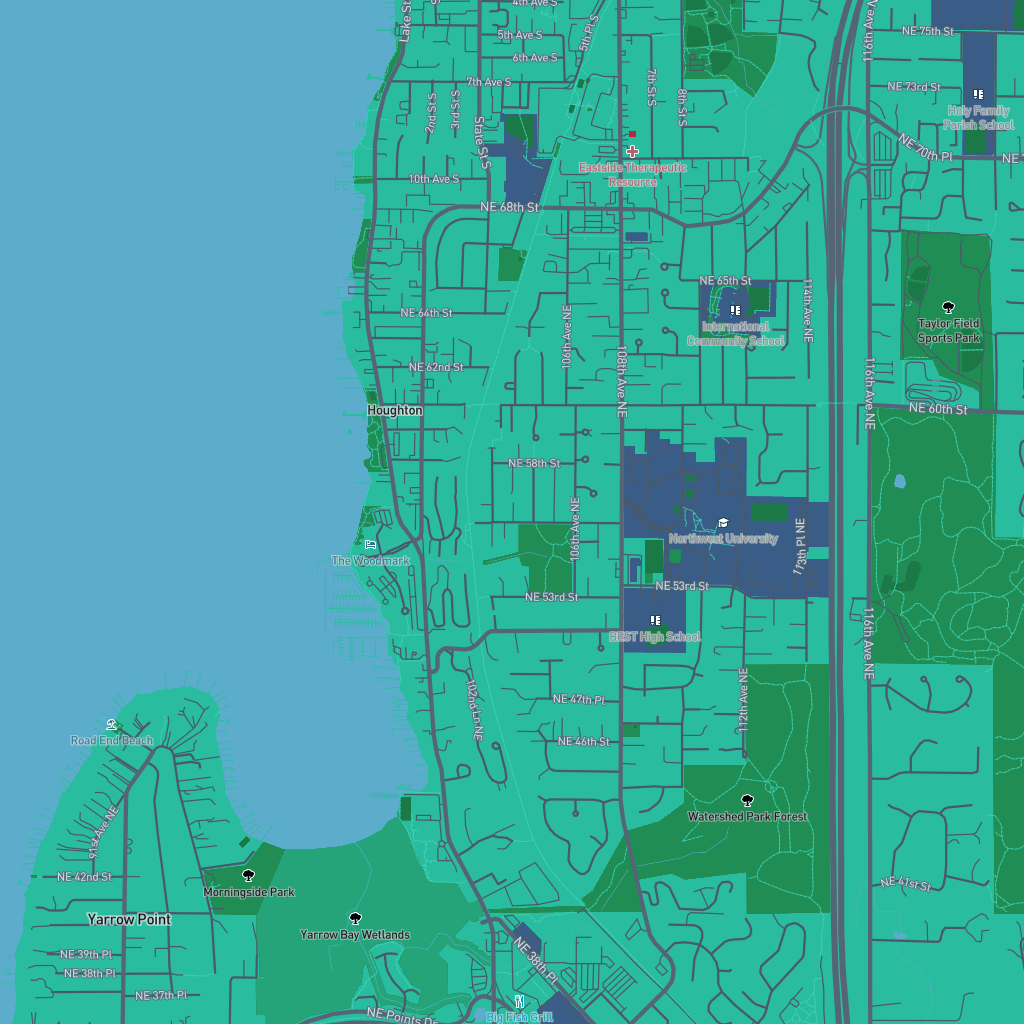 4th Ave S
Lake St
5th Ave S
5th Pl S
6th Ave S
7th Ave S
2nd St S
3rd St S
State St S
7th St S
8th St S
116th Ave N
NE 75th St
NE 73rd St
Holy Family
Parish School
NE 70th Pl
NE
Eastside Therapeutic
Resource
10th Ave S
NE 68th St
NE 65th St
114th Ave NE
International
Community School
Taylor Field
Sports Park
NE 64th St
106th Ave NE
108th Ave NE
NE 62nd St
116th Ave NE
Houghton
NE 60th St
NE 58th St
106th Ave NE
Northwest University
113th Pl NE
The Woodmark
NE 53rd St
NE 53rd St
BEST High School
116th Ave NE
102nd Ln NE
NE 47th Pl
112th Ave NE
Road End Beach
NE 46th St
Watershed Park Forest
91st Ave NE
NE 42nd St
Morningside Park
NE 41st St
Yarrow Point
Yarrow Bay Wetlands
NE 39th Pl
NE 38th Pl
NE 38th Pl
NE 37th Pl
NE Points Dr
Big Fish Grill